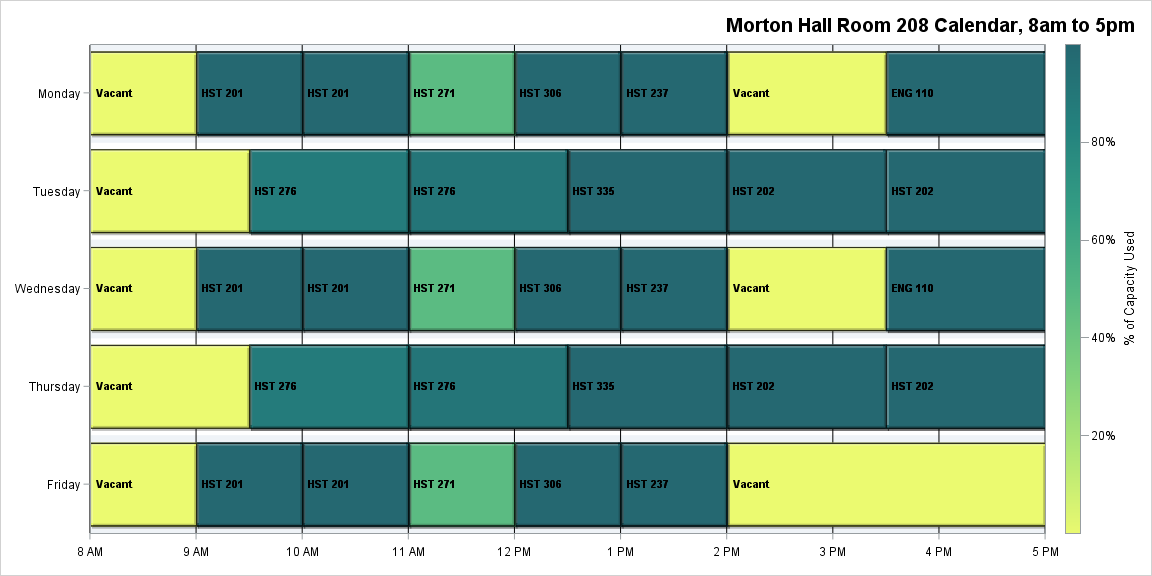 Morton Hall Room 208 Calendar, 8am to 5pm
Monday
Vacant
HST 201
HST 201
HST 271
HST 306
HST 237
Vacant
ENG 110
Tuesday
Vacant
HST 276
HST 276
HST 335
HST 202
HST 202
Wednesday
Vacant
HST 201
HST 201
HST 271
HST 306
HST 237
Vacant
ENG 110
Thursday
Vacant
HST 276
HST 276
HST 335
HST 202
HST 202
Friday
Vacant
HST 201
HST 201
HST 271
HST 306
HST 237
Vacant
8 AM
9 AM
10 AM
11 AM
12 PM
1 PM
2 PM
3 PM
4 PM
5 PM
80%
60%
40%
20%
% of Capacity Used